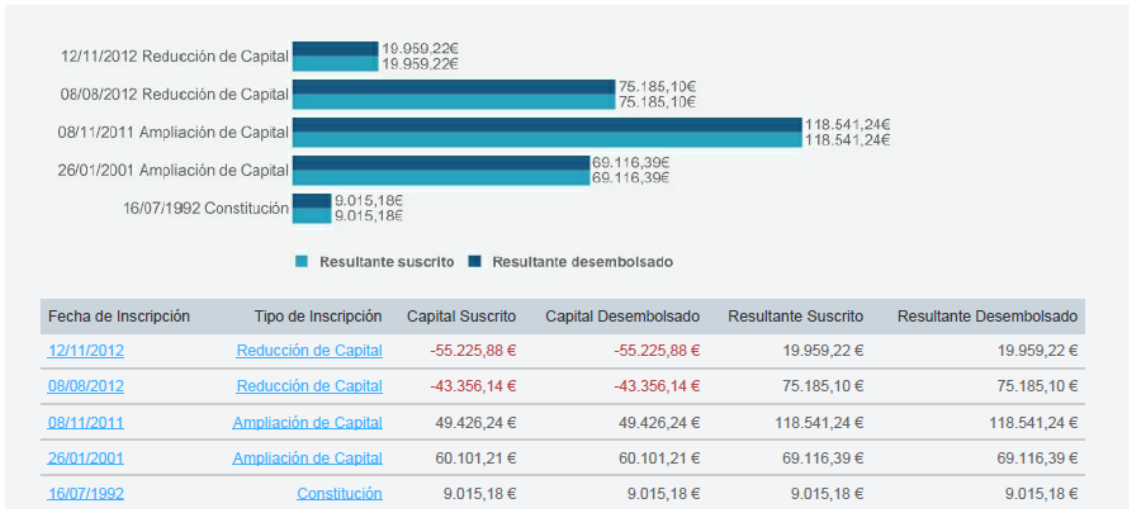 12/11/2012 Reducción de Capital
19.959,22€
19.959,22€
08/08/2012 Reducción de Capital
75.185,10€
75.185,10€
08/11/2011 Ampliación de Capital
118.541,24€
118.541,24€
26/01/2001 Ampliación de Capital
69.116,39€
69.116,39€
16/07/1992 Constitución
9.015,18€
9.015,18€
Resultante suscrito Resultante desembolsado
Fecha de Inscripción Tipo de Inscripción Capital Suscrito Capital Desembolsado Resultante Suscrito Resultante Desembolsado
12/11/2012 Reducción de Capital -55.225,88 € -55.225,88 € 19.959,22 € 19.959,22 €
08/08/2012 Reducción de Capital -43.356,14 € -43.356,14 € 75.185,10 € 75.185,10 €
08/11/2011 Ampliación de Capital 49.426,24 € 49.426,24 € 118.541,24 € 118.541,24 €
26/01/2001 Ampliación de Capital 60.101,21 € 60.101,21 € 69.116,39 € 69.116,39 €
16/07/1992 Constitución 9.015,18 € 9.015,18 € 9.015,18 € 9.015,18 €